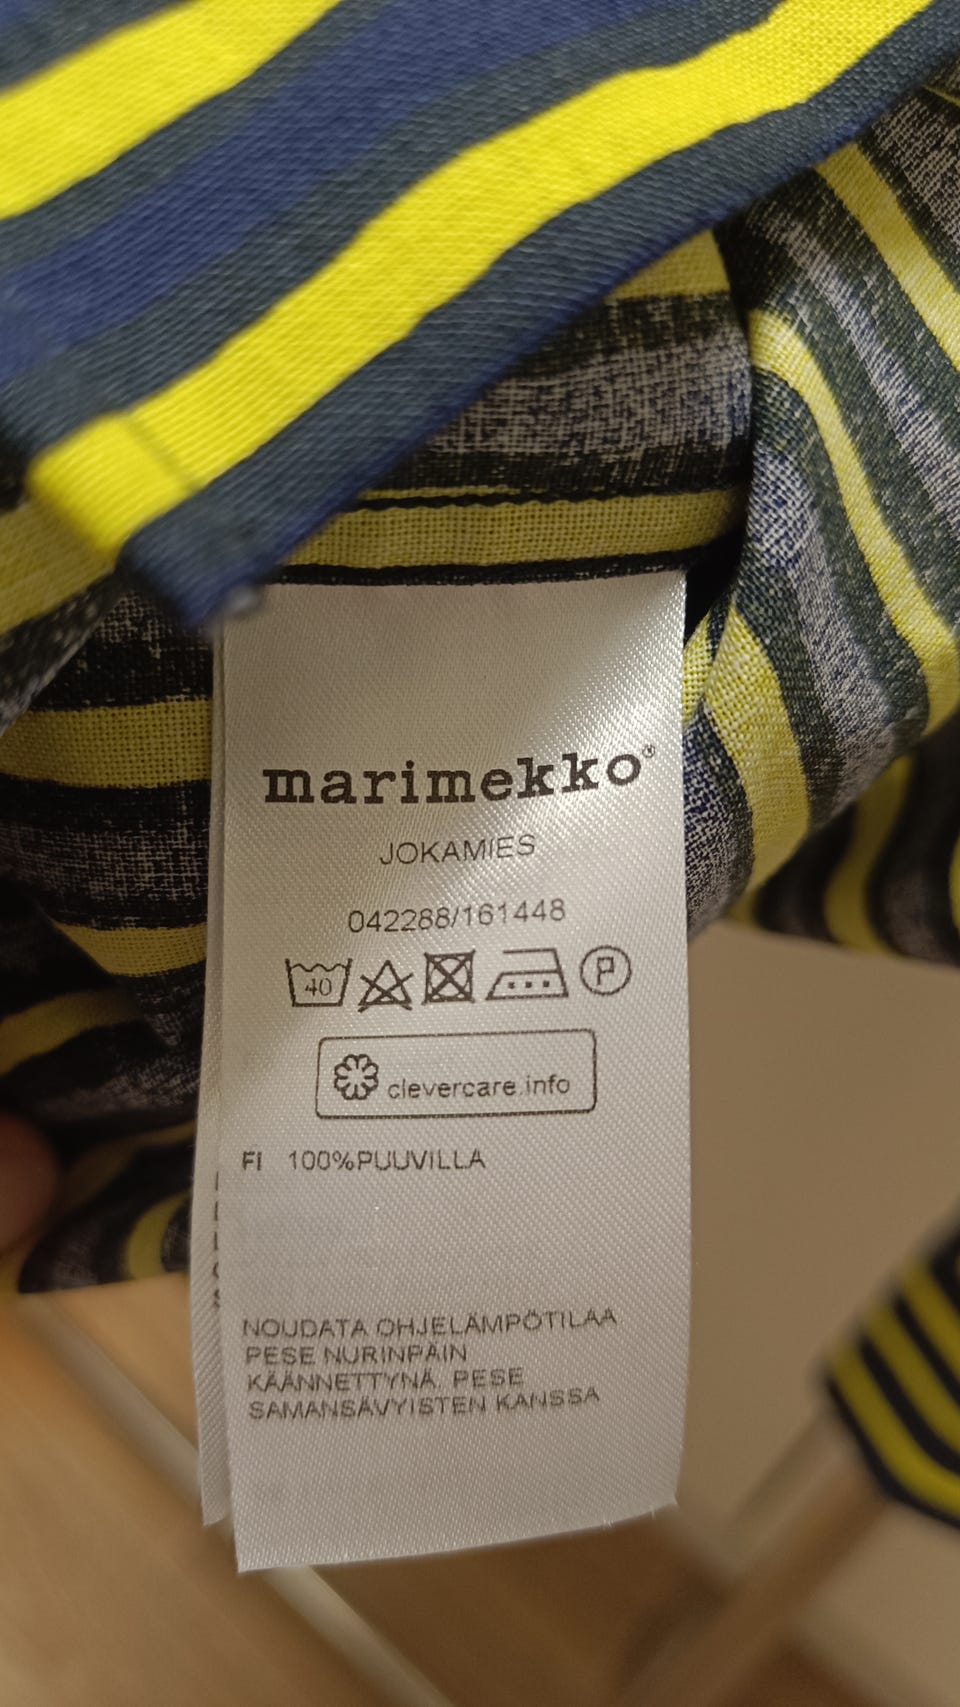 marimekko®
JOKAMIES
042288/161448
40
P
clevercare.info
FI 100%PUUVILLA
NOUDATA OHJELÄMPÖTILAA
PESE NURINPÄIN
KÄÄNNETTYNÄ. PESE
SAMANSÄVYISTEN KANSSA